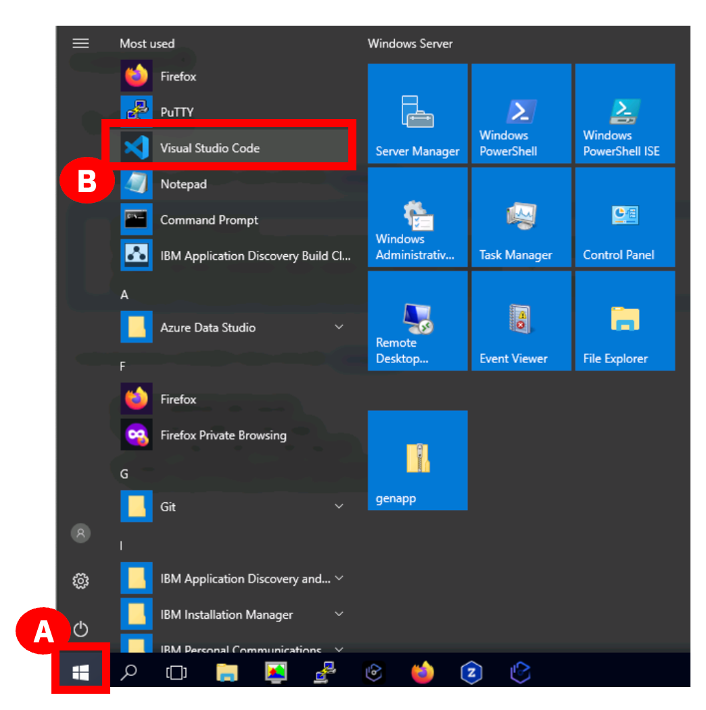 Most used
Firefox
PuTTY
Visual Studio Code
B
Notepad
Command Prompt
IBM Application Discovery Build Cl...
A
Azure Data Studio
F
Firefox
Firefox Private Browsing
G
Git
I
IBM Application Discovery and...
IBM Installation Manager
A
IBM Personal Communications
Windows Server
Server Manager
Windows
PowerShell
Windows
PowerShell ISE
Windows
Administrativ...
Task Manager
Control Panel
Remote
Desktop...
Event Viewer
File Explorer
genapp
Z